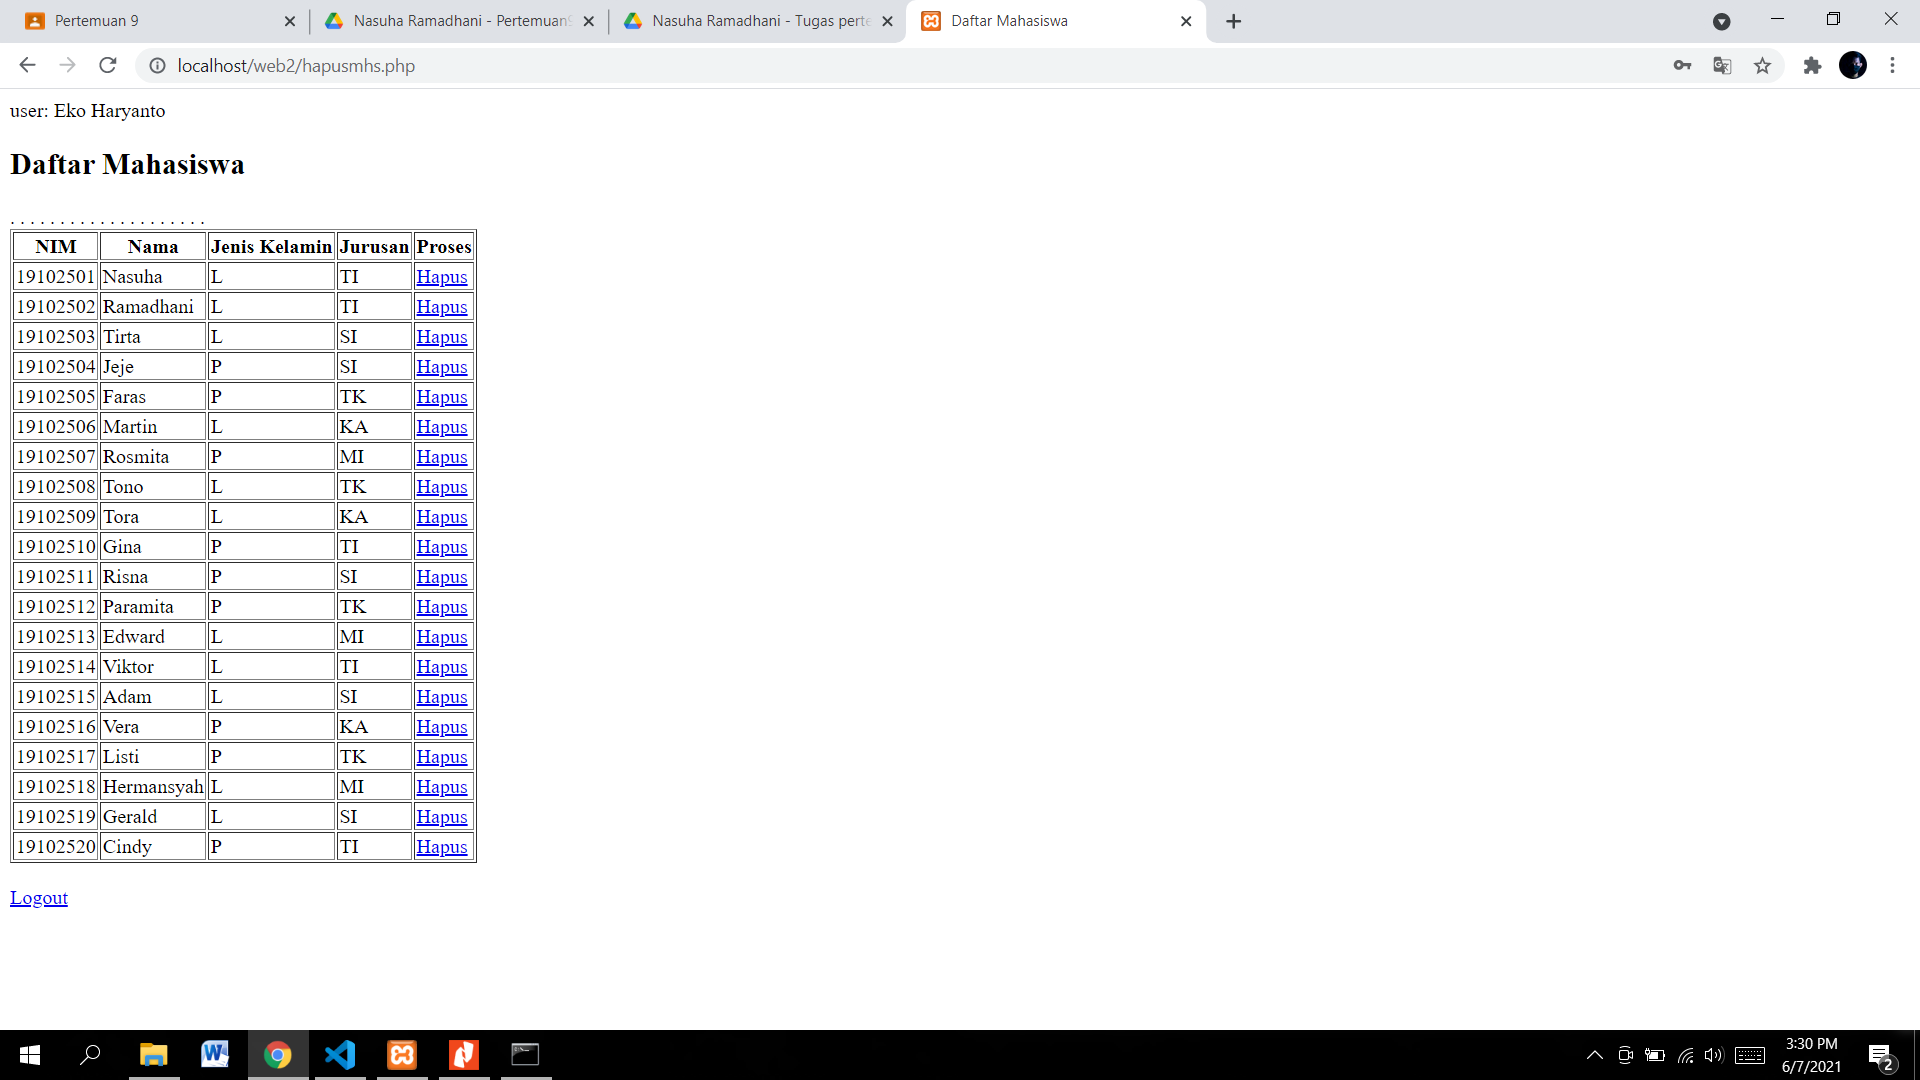 Pertemuan 9
Nasuha Ramadhani - Pertemuan9
Nasuha Ramadhani - Tugas perte
Daftar Mahasiswa
localhost/web2/hapusmhs.php
user: Eko Haryanto
Daftar Mahasiswa
. . . . . . . . . . . . . . . . . . . .
NIM Nama Jenis Kelamin Jurusan Proses
19102501 Nasuha L TI Hapus
19102502 Ramadhani L TI Hapus
19102503 Tirta L SI Hapus
19102504 Jeje P SI Hapus
19102505 Faras P TK Hapus
19102506 Martin L KA Hapus
19102507 Rosmita P MI Hapus
19102508 Tono L TK Hapus
19102509 Tora L KA Hapus
19102510 Gina P TI Hapus
19102511 Risna P SI Hapus
19102512 Paramita P TK Hapus
19102513 Edward L MI Hapus
19102514 Viktor L TI Hapus
19102515 Adam L SI Hapus
19102516 Vera P KA Hapus
19102517 Listi P TK Hapus
19102518 Hermansyah L MI Hapus
19102519 Gerald L SI Hapus
19102520 Cindy P TI Hapus
Logout
3:30 PM
6/7/2021
2